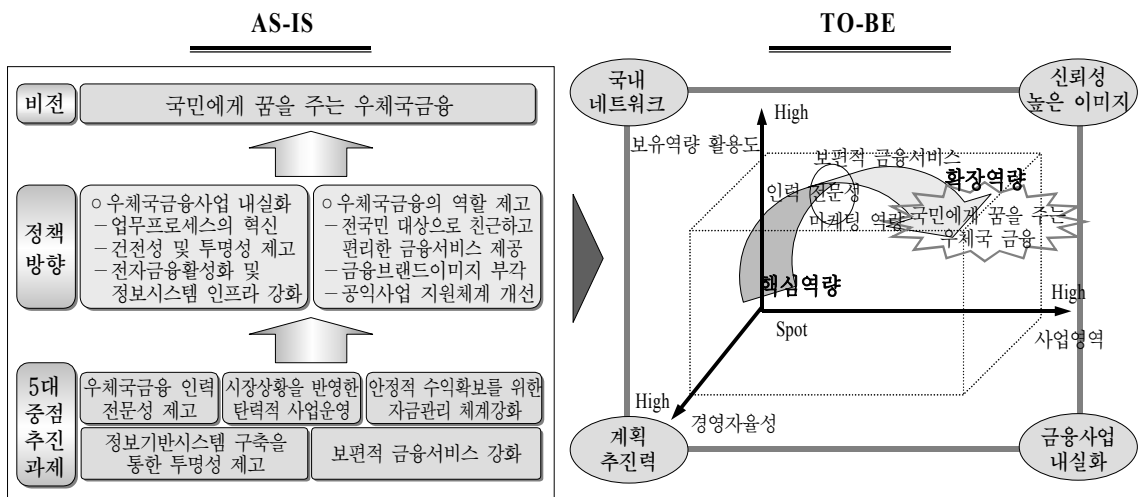 AS-IS
비전
국민에게 꿈을 주는 우체국금융
정책
방향
○우체국금융사업 내실화
-업무프로세스의 혁신
-건전성 및 투명성 제고
-전자금융활성화 및
정보시스템 인프라 강화
○우체국금융의 역할 제고
-전국민 대상으로 친근하고
편리한 금융서비스 제공
-금융브랜드이미지 부각
-공익사업 지원체계 개선
5대
중점
추진
과제
우체국금융 인력
전문성 제고
시장상황을 반영한
탄력적 사업운영
안정적 수익확보를 위한
자금관리 체계강화
정보기반시스템 구축을
통한 투명성 제고
보편적 금융서비스 강화
TO-BE
국내
네트워크
신뢰성
높은 이미지
High
보유역량 활용도
보편적 금융서비스
인력 전문성
마케팅 역량
확장역량
국민에게 꿈을 주는
우체국 금융
핵심역량
Spot
High
사업영역
High
경영자율성
계획
추진력
금융사업
내실화